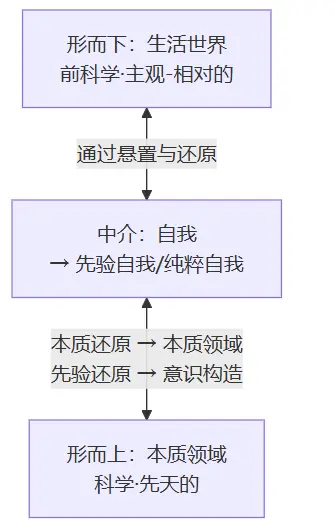 形而下：生活世界
前科学·主观-相对的
通过悬置与还原
中介：自我
→ 先验自我/纯粹自我
本质还原 → 本质领域
先验还原 → 意识构造
形而上：本质领域
科学·先天的